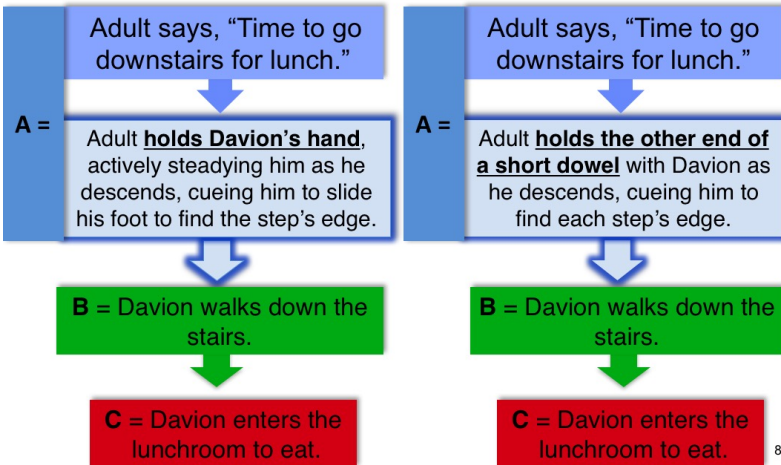 Adult says, “Time to go
downstairs for lunch.”
A =
Adult holds Davion’s hand,
actively steadying him as he
descends, cueing him to slide
his foot to find the step’s edge.
B = Davion walks down the
stairs.
C = Davion enters the
lunchroom to eat.
Adult says, “Time to go
downstairs for lunch.”
A =
Adult holds the other end of
a short dowel with Davion as
he descends, cueing him to
find each step’s edge.
B = Davion walks down the
stairs.
C = Davion enters the
lunchroom to eat.
8